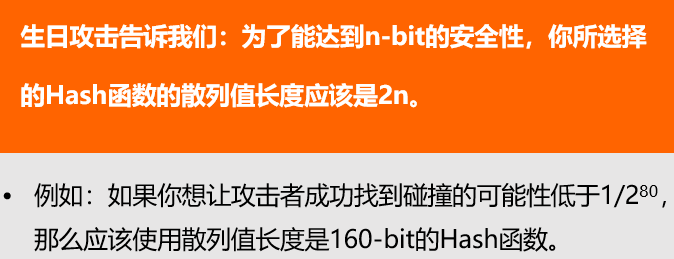 生日攻击告诉我们：为了能达到n-bit的安全性，你所选择
的Hash函数的散列值长度应该是2n。
• 例如：如果你想让攻击者成功找到碰撞的可能性低于1/2⁸⁰，
那么应该使用散列值长度是160-bit的Hash函数。